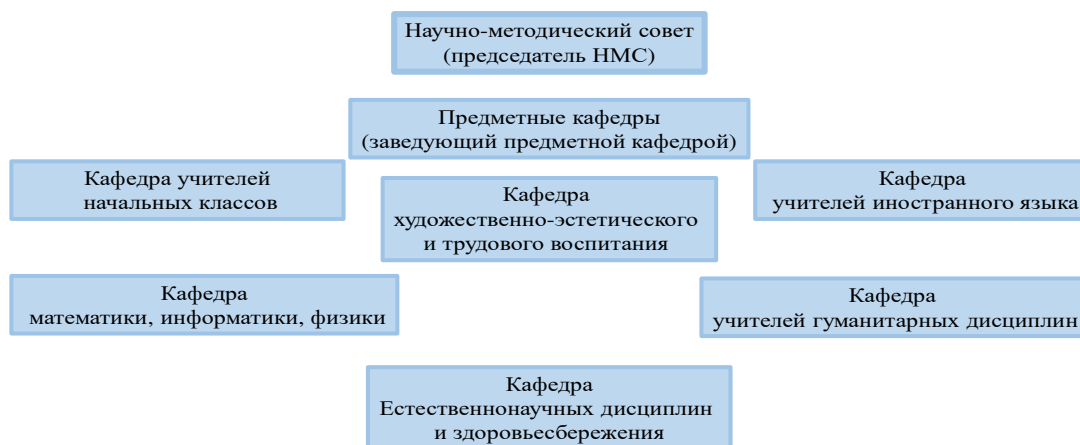 Научно-методический совет
(председатель НМС)
Предметные кафедры
(заведующий предметной кафедрой)
Кафедра учителей
начальных классов
Кафедра
художественно-эстетического
и трудового воспитания
Кафедра
учителей иностранного языка
Кафедра
математики, информатики, физики
Кафедра
учителей гуманитарных дисциплин
Кафедра
Естественнонаучных дисциплин
и здоровьесбережения